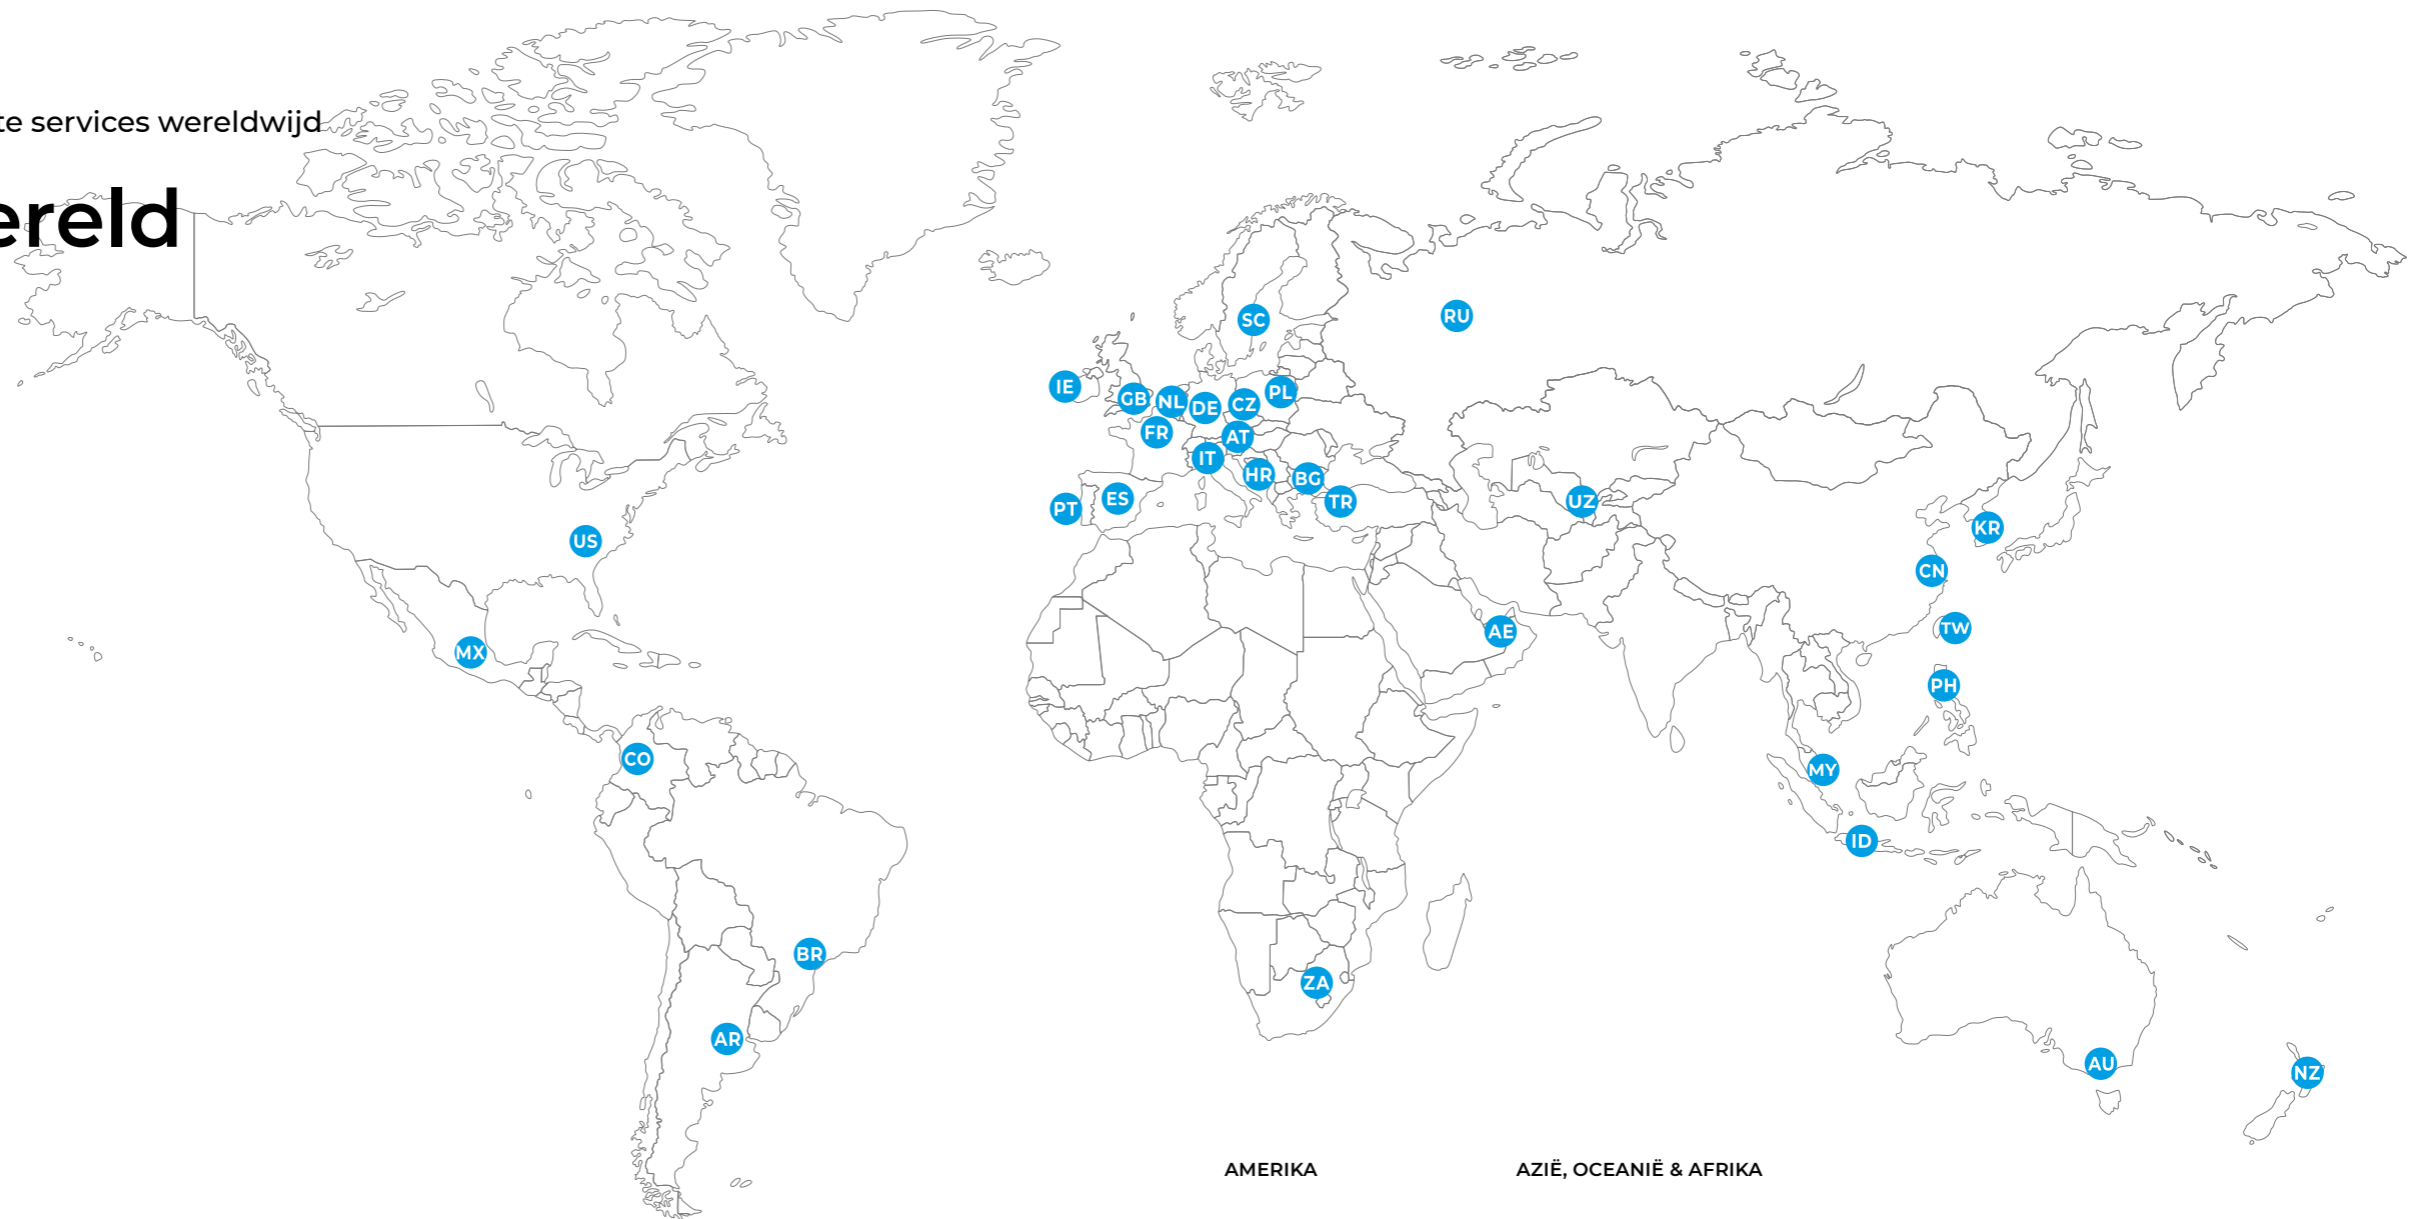 te services wereldwijd
ereld
SC
RU
IE
GB
NL
DE
CZ
PL
FR
AT
IT
HR
BG
PT
ES
TR
UZ
US
KR
CN
MX
AE
TW
PH
CO
MY
ID
BR
ZA
AR
AU
NZ
AMERIKA
AZIË, OCEANIË & AFRIKA